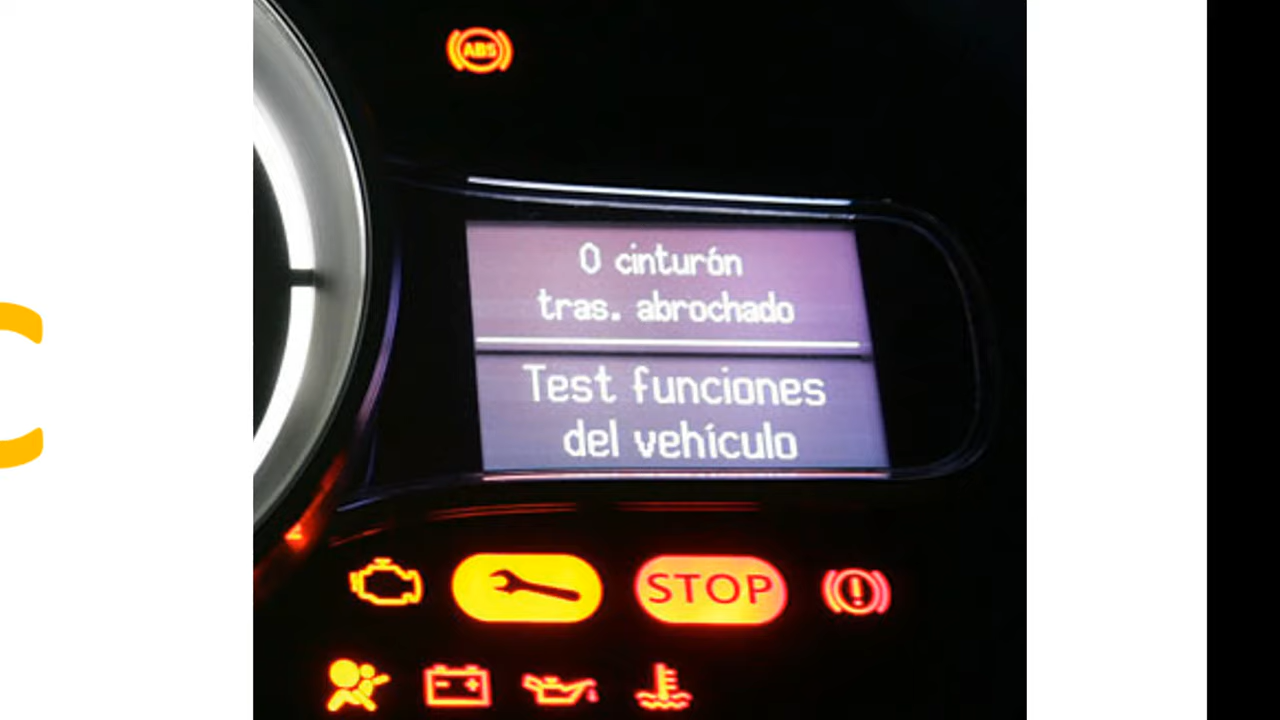 ABS
0 cinturón
tras. abrochado
Test funciones
del vehículo
STOP